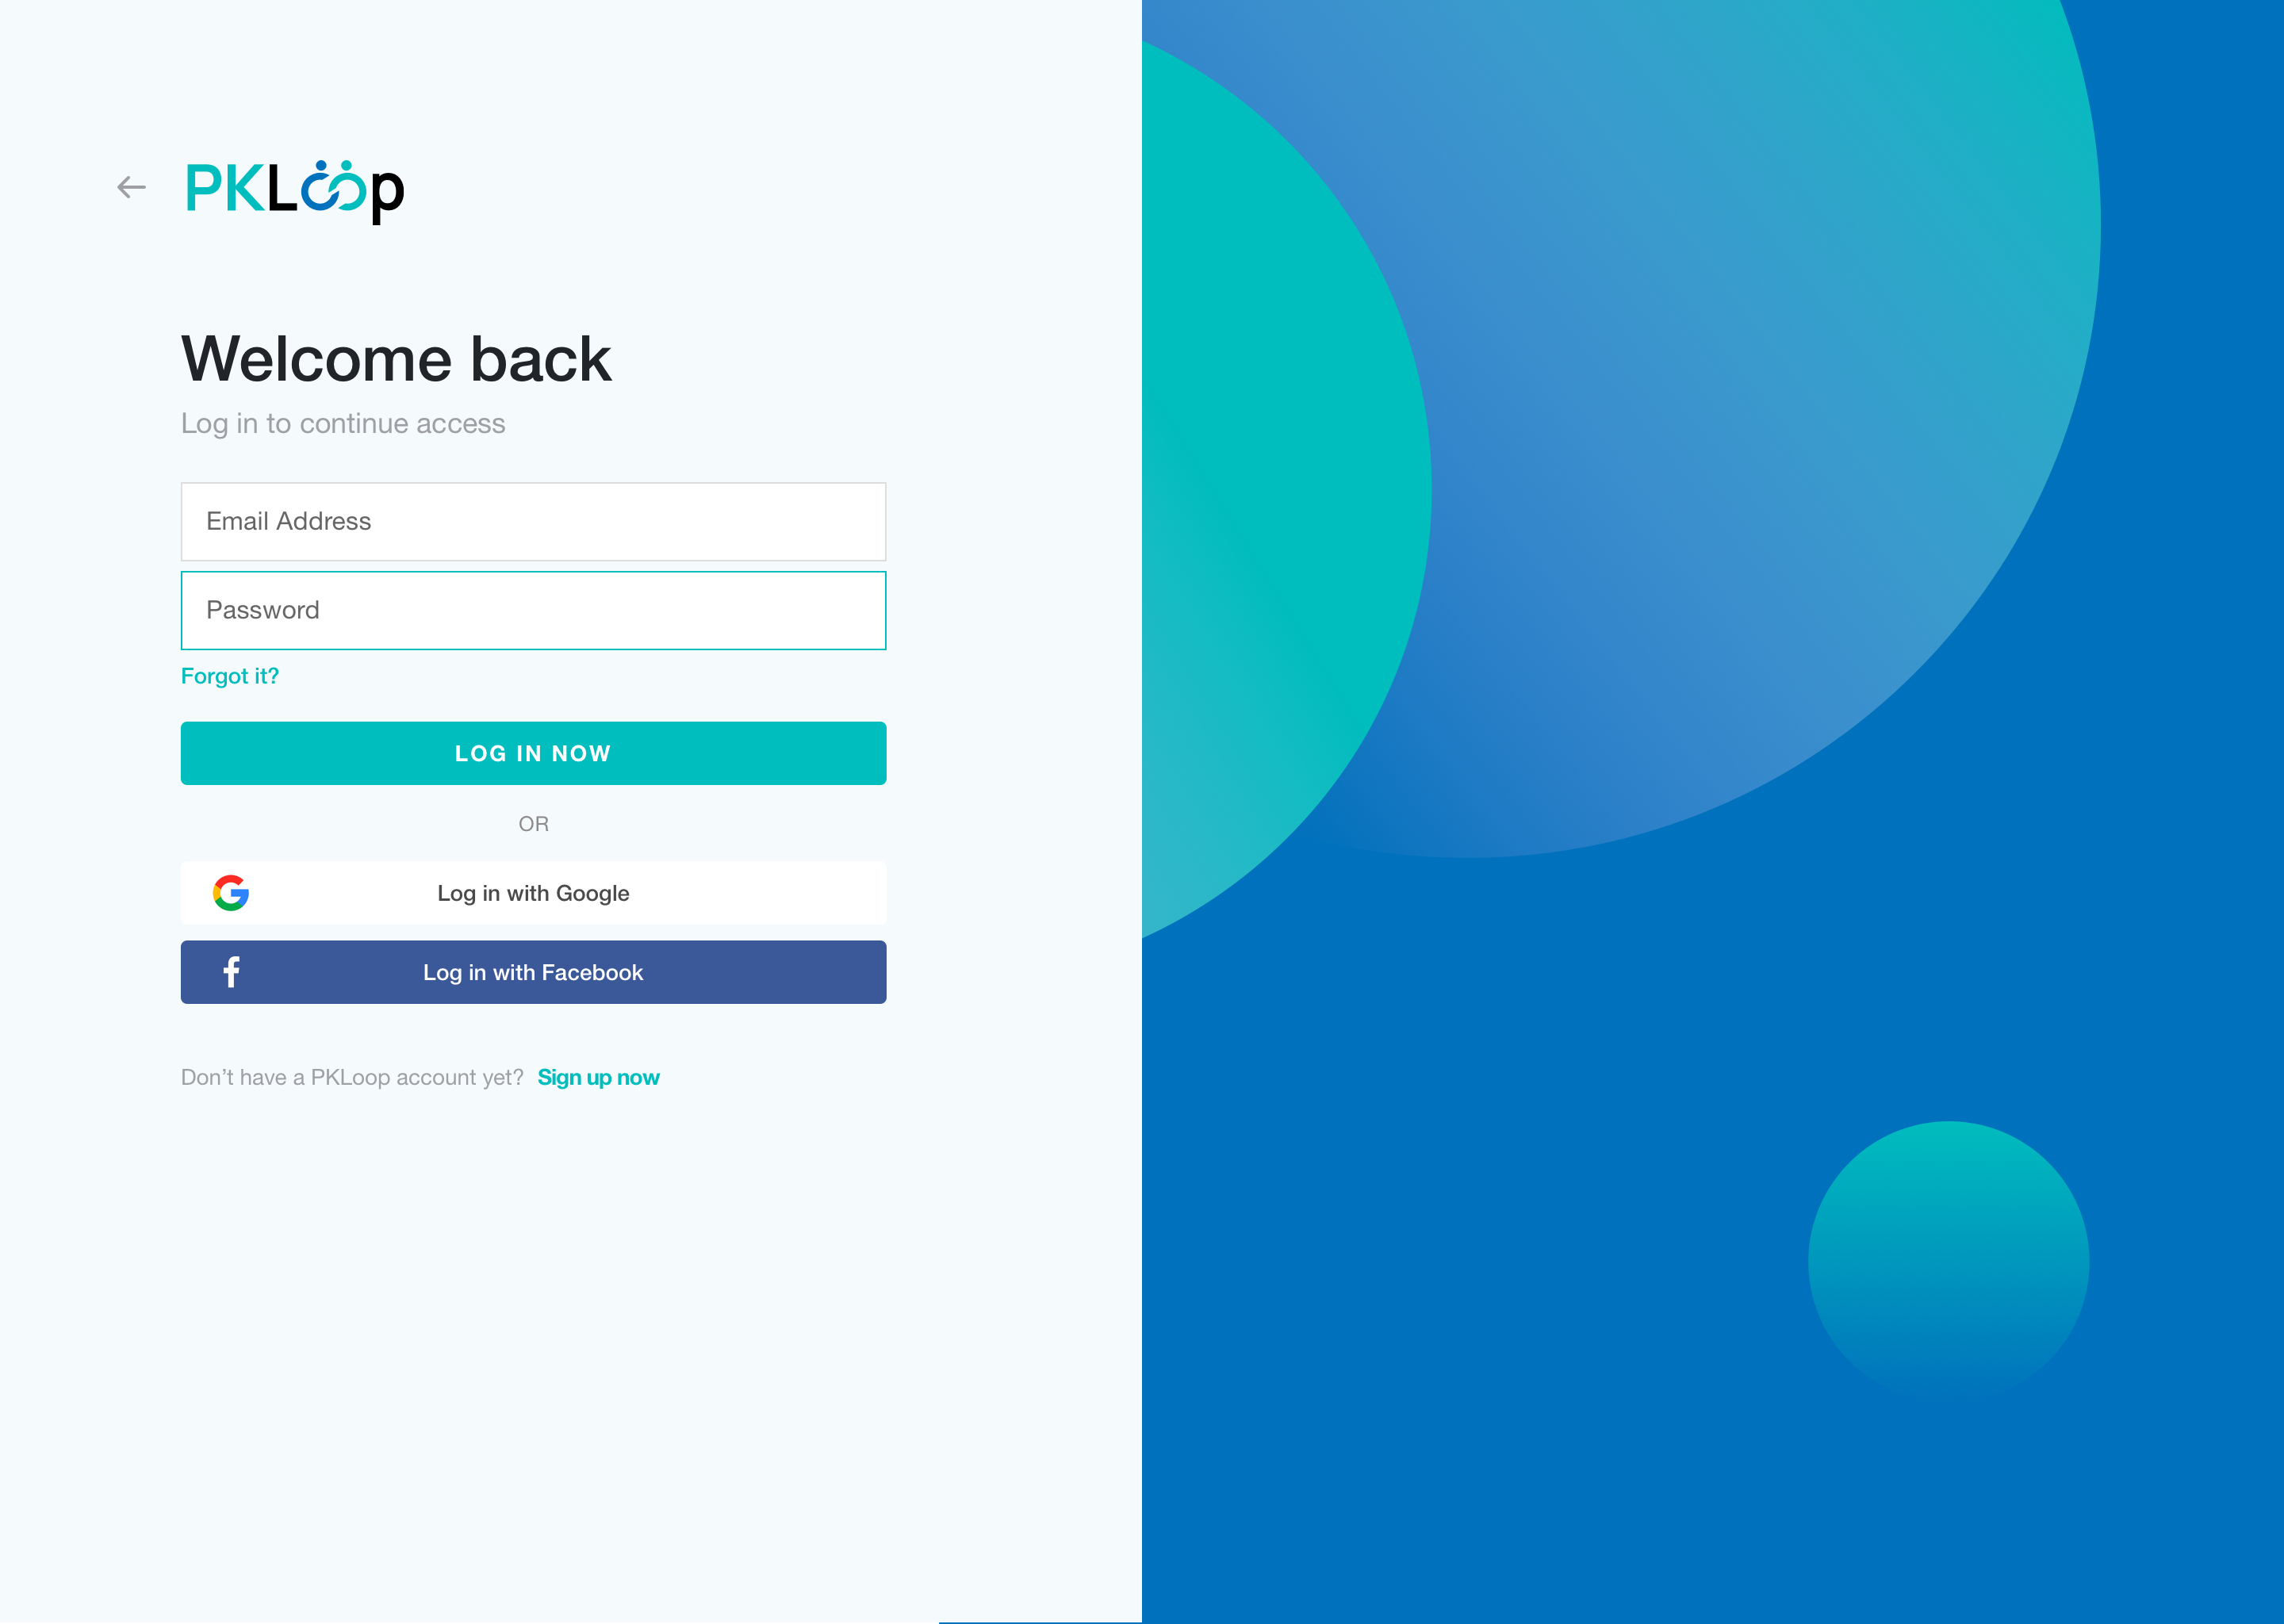 PKLoop
Welcome back
Log in to continue access
Email Address
Password
Forgot it?
LOG IN NOW
OR
Log in with Google
Log in with Facebook
Don’t have a PKLoop account yet? Sign up now